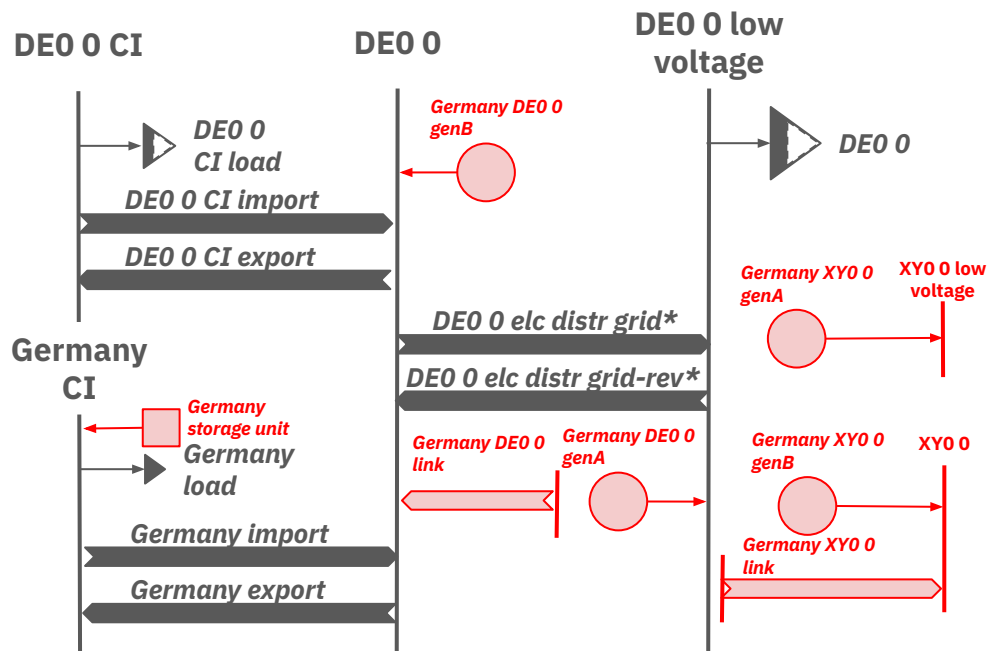 DE0 0 CI
DE0 0
DE0 0 low
voltage
Germany DE0 0
genB
DE0 0
CI load
DE0 0
DE0 0 CI import
DE0 0 CI export
Germany XY0 0
genA
XY0 0 low
voltage
DE0 0 elc distr grid*
Germany
CI
DE0 0 elc distr grid-rev*
Germany
storage unit
Germany
load
Germany DE0 0
link
Germany DE0 0
genA
Germany XY0 0
genB
XY0 0
Germany import
Germany XY0 0
link
Germany export